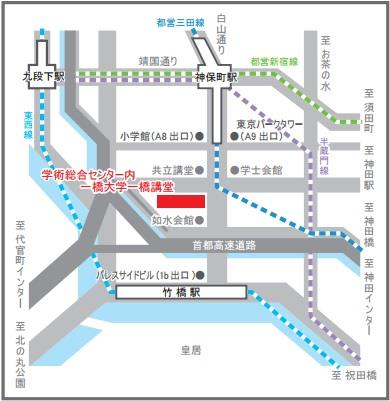 都営三田線
白山通り
靖国通り
都営新宿線
至 お茶の水
九段下駅
神保町駅
至 須田町
東西線
小学館(A8 出口)
東京パークタワー
(A9 出口)
半蔵門線
至 神田駅
共立講堂
学士会館
学術総合センター内
一橋大学一橋講堂
如水会館
至 神田橋
首都高速道路
至 代官町インター
至 神田インター
パレスサイドビル(1b 出口)
竹橋駅
至 北の丸公園
皇居
至 祝田橋